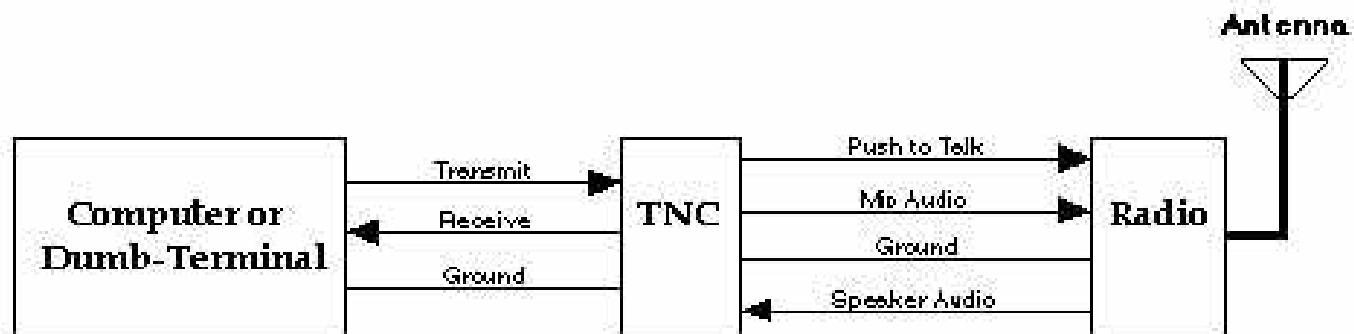 Antenna
Push to Talk
Transmit
Mic Audio
Computer or
Dumb-Terminal
Receive
TNC
Radio
Ground
Ground
Speaker Audio